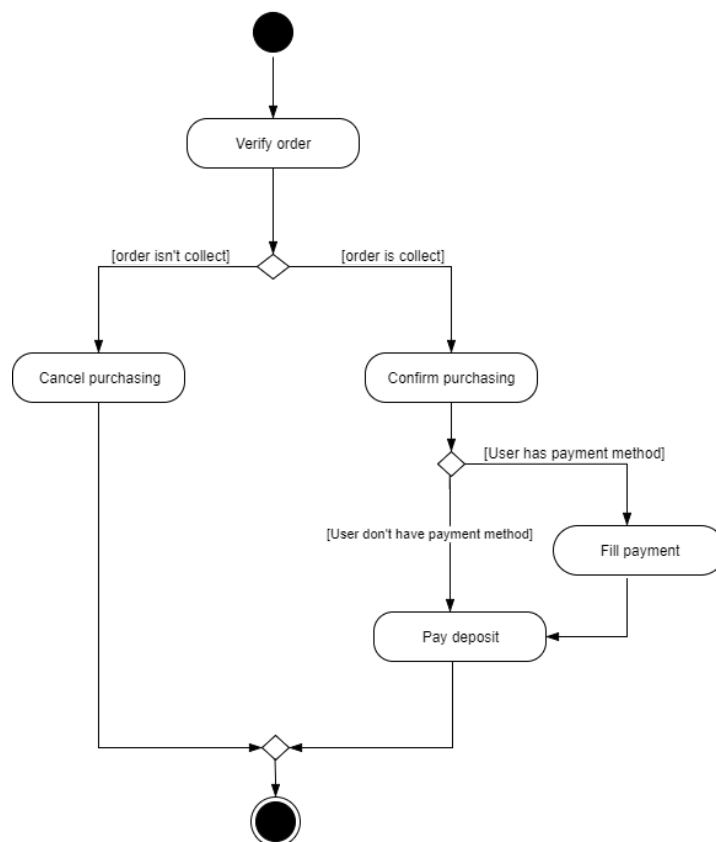 Verify order
[order isn't collect]
[order is collect]
Cancel purchasing
Confirm purchasing
[User has payment method]
[User don't have payment method]
Fill payment
Pay deposit